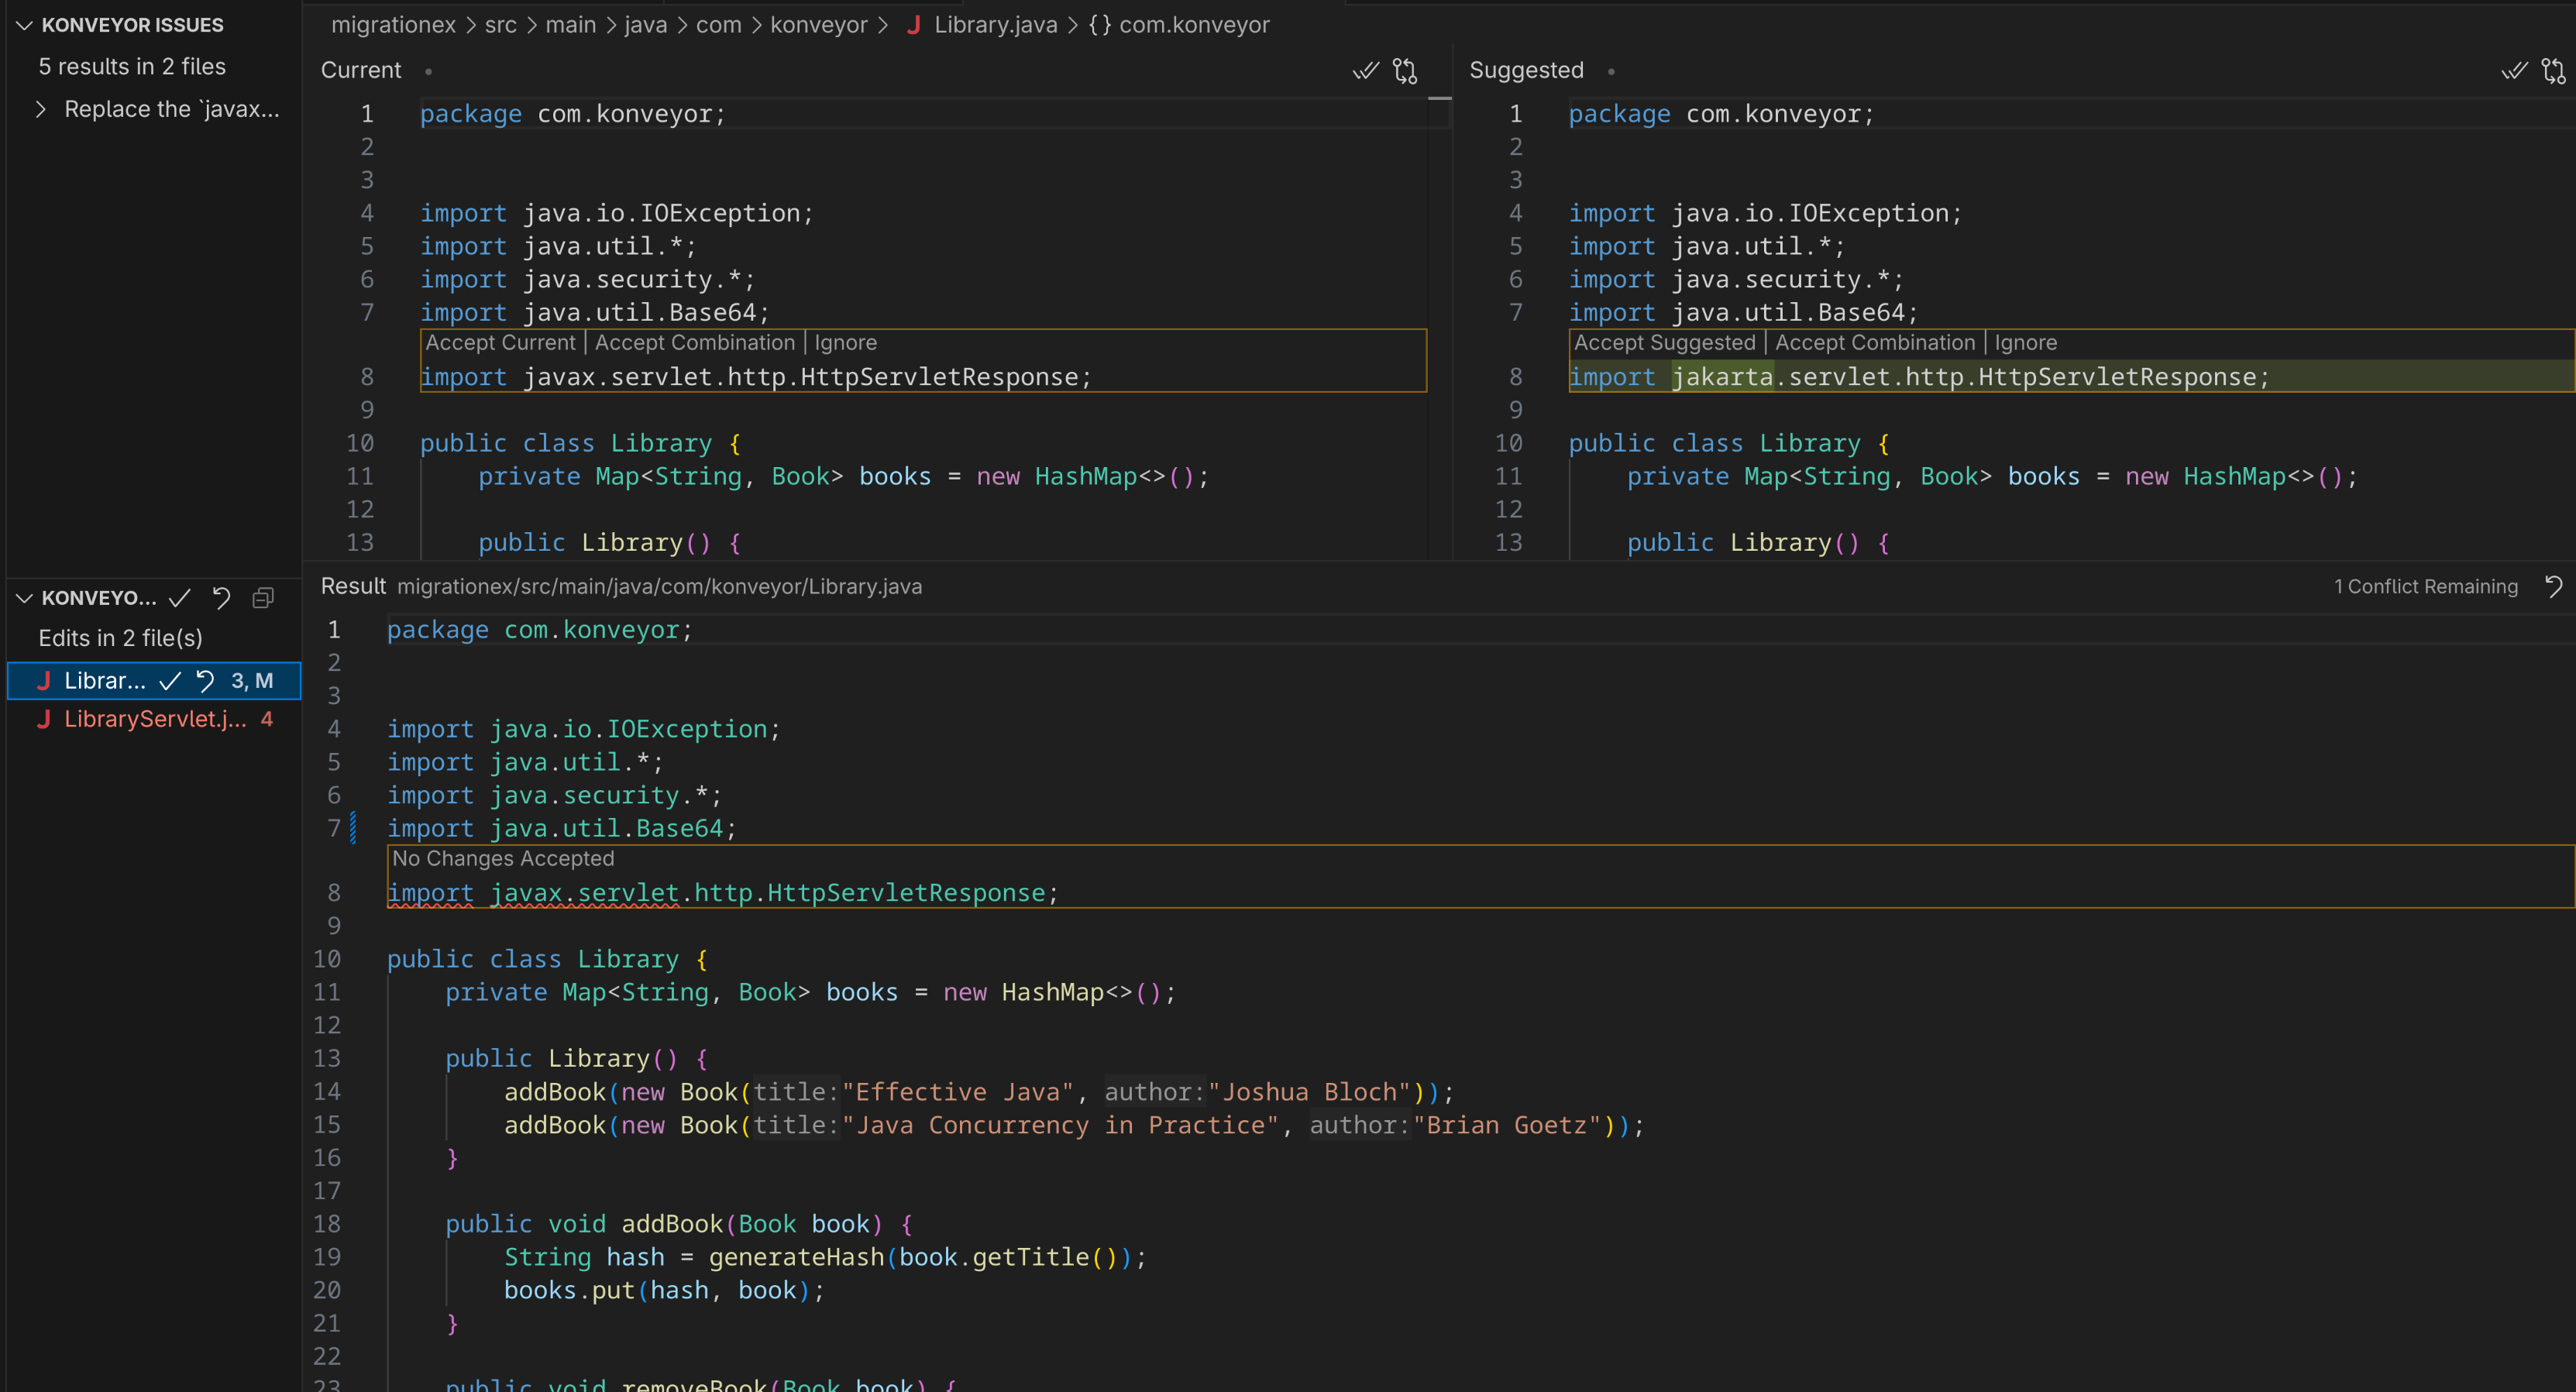 KONVEYOR ISSUES
5 results in 2 files
Replace the `javax...
KONVEYO...
Edits in 2 file(s)
Librar... 3, M
LibraryServlet.j... 4
migrationex > src > main > java > com > konveyor > J Library.java > {} com.konveyor
Current
1 package com.konveyor;
2
3
4 import java.io.IOException;
5 import java.util.*;
6 import java.security.*;
7 import java.util.Base64;
Accept Current | Accept Combination | Ignore
8 import javax.servlet.http.HttpServletResponse;
9
10 public class Library {
11 private Map<String, Book> books = new HashMap<>();
12
13 public Library() {
Suggested
1 package com.konveyor;
2
3
4 import java.io.IOException;
5 import java.util.*;
6 import java.security.*;
7 import java.util.Base64;
Accept Suggested | Accept Combination | Ignore
8 import jakarta.servlet.http.HttpServletResponse;
9
10 public class Library {
11 private Map<String, Book> books = new HashMap<>();
12
13 public Library() {
Result migrationex/src/main/java/com/konveyor/Library.java 1 Conflict Remaining
1 package com.konveyor;
2
3
4 import java.io.IOException;
5 import java.util.*;
6 import java.security.*;
7 import java.util.Base64;
No Changes Accepted
8 import javax.servlet.http.HttpServletResponse;
9
10 public class Library {
11 private Map<String, Book> books = new HashMap<>();
12
13 public Library() {
14 addBook(new Book(title:"Effective Java", author:"Joshua Bloch"));
15 addBook(new Book(title:"Java Concurrency in Practice", author:"Brian Goetz"));
16 }
17
18 public void addBook(Book book) {
19 String hash = generateHash(book.getTitle());
20 books.put(hash, book);
21 }
22
23 public void removeBook(Book book) {